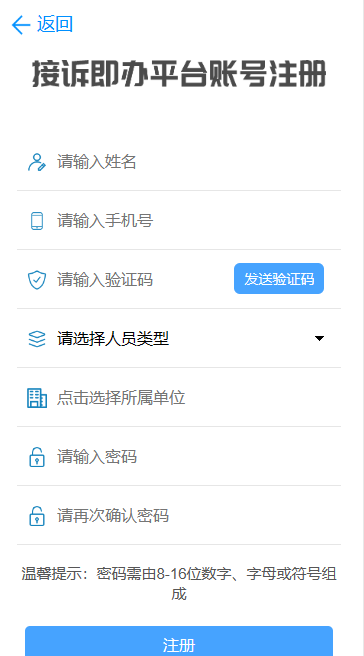 返回
接诉即办平台账号注册
请输入姓名
请输入手机号
请输入验证码 发送验证码
请选择人员类型
点击选择所属单位
请输入密码
请再次确认密码
温馨提示：密码需由8-16位数字、字母或符号组
成
注册